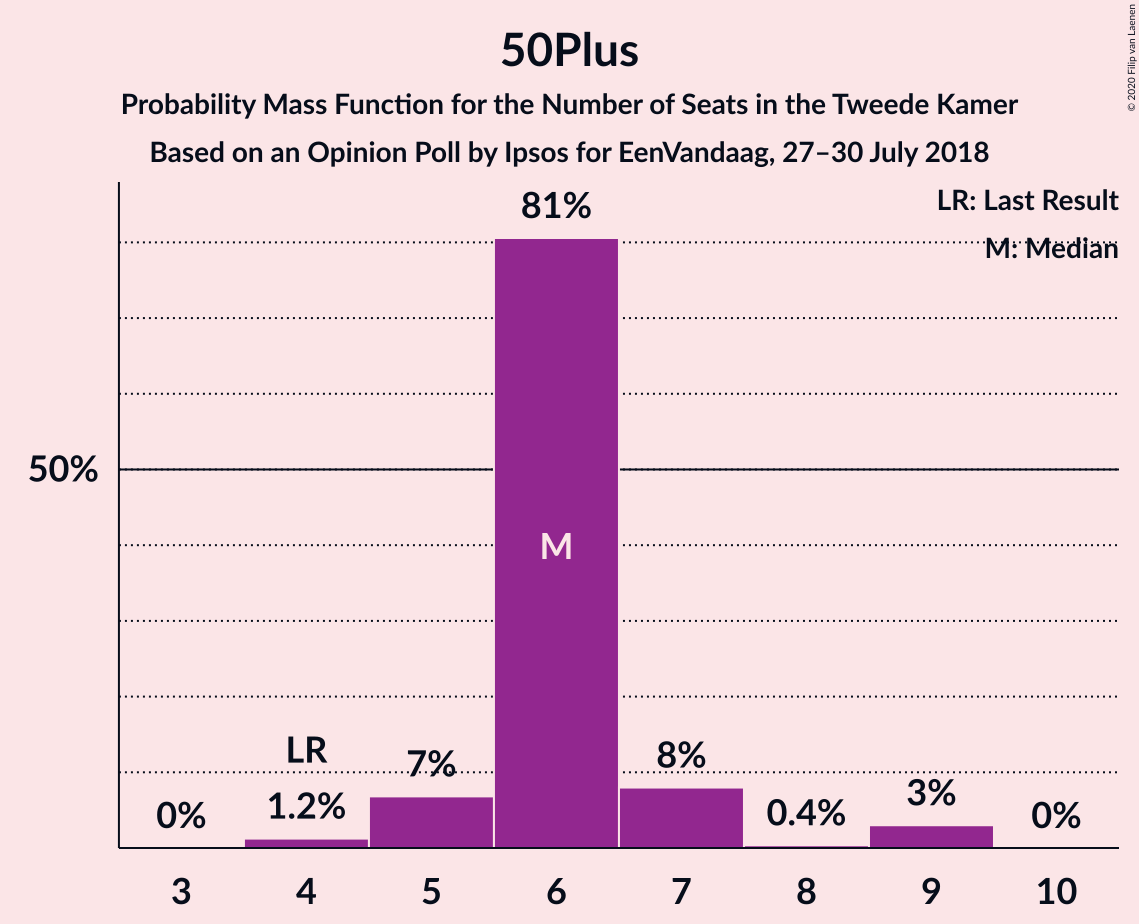 50Plus
Probability Mass Function for the Number of Seats in the Tweede Kamer
Based on an Opinion Poll by Ipsos for EenVandaag, 27–30 July 2018
© 2020 Filip van Laenen
LR: Last Result
M: Median
81%
50%
M
LR
7%
8%
0%
1.2%
0.4%
3%
0%
3 4 5 6 7 8 9 10